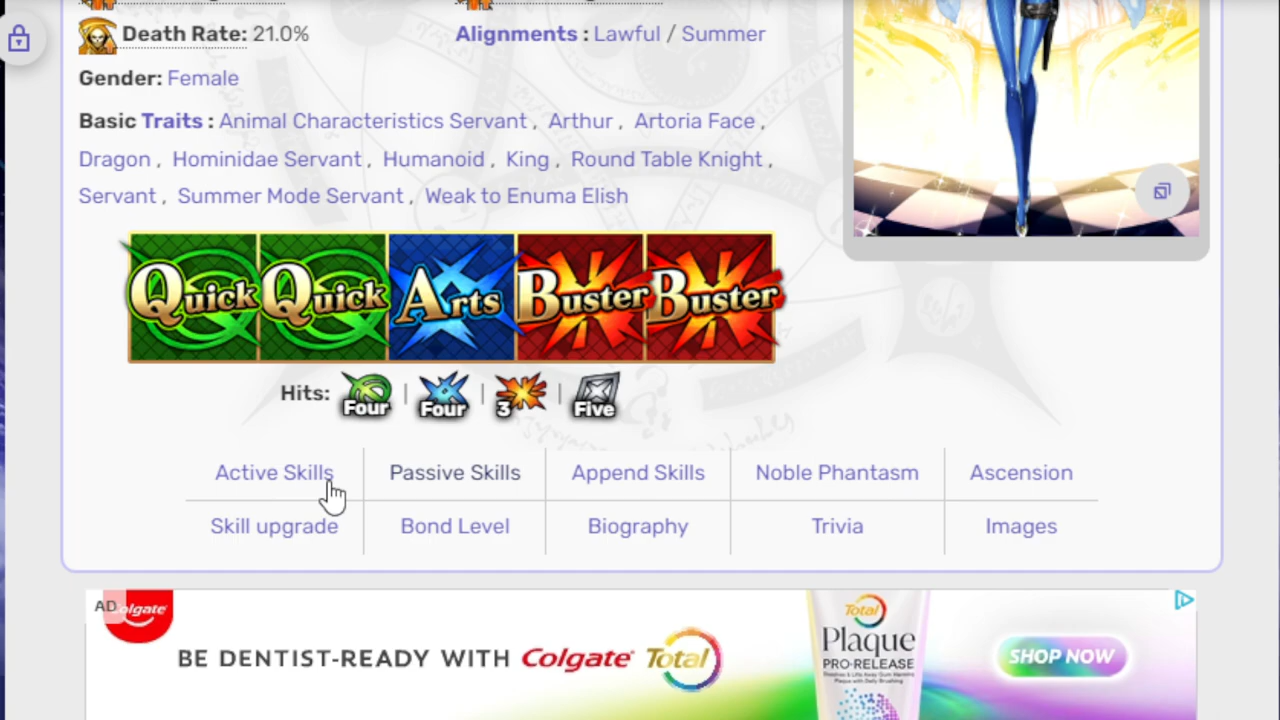 Death Rate: 21.0%
Alignments : Lawful / Summer
Gender: Female
Basic Traits : Animal Characteristics Servant , Arthur , Artoria Face ,
Dragon , Hominidae Servant , Humanoid , King , Round Table Knight ,
Servant , Summer Mode Servant , Weak to Enuma Elish
Quick Quick Arts Buster Buster
Hits: Four | Four | 3 | Five
Active Skills Passive Skills Append Skills Noble Phantasm Ascension
Skill upgrade Bond Level Biography Trivia Images
AD
Colgate
BE DENTIST-READY WITH Colgate Total
Total
Plaque
PRO-RELEASE
SHOP NOW